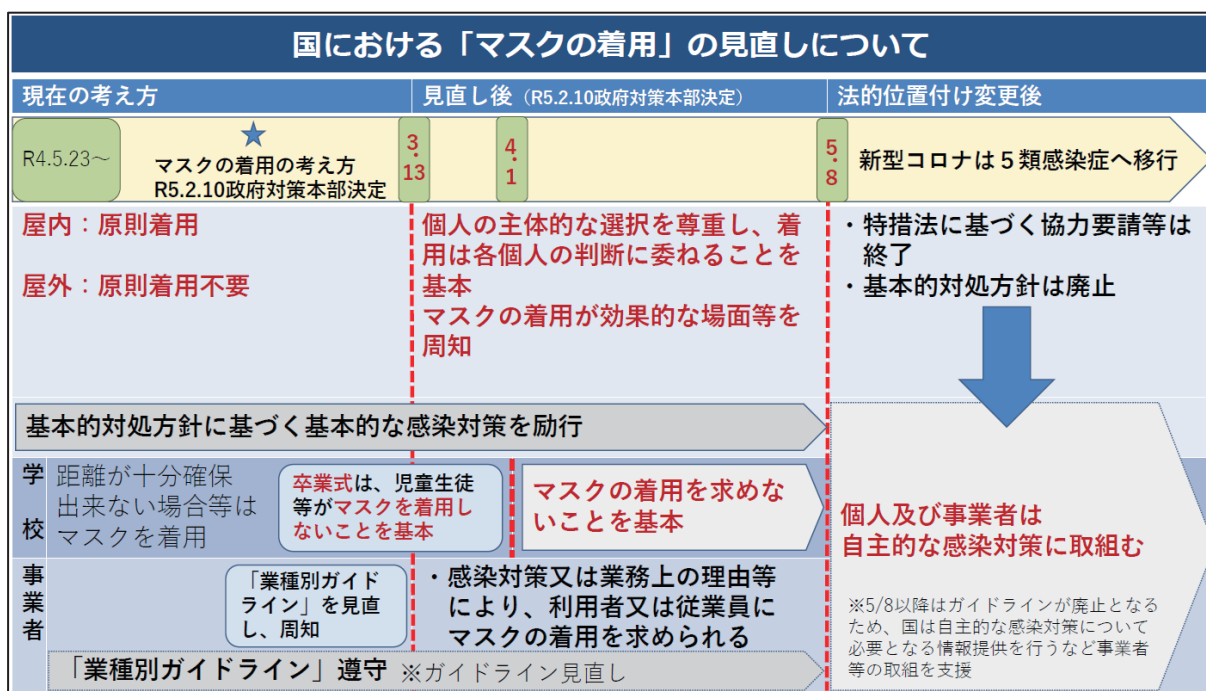 国における「マスクの着用」の見直しについて
現在の考え方
見直し後（R5.2.10政府対策本部決定）
法的位置付け変更後
R4.5.23～
マスクの着用の考え方
R5.2.10政府対策本部決定
3・13
4・1
5・8
新型コロナは５類感染症へ移行
屋内：原則着用
屋外：原則着用不要
個人の主体的な選択を尊重し、着
用は各個人の判断に委ねることを
基本
マスクの着用が効果的な場面等を
周知
・特措法に基づく協力要請等は
終了
・基本的対処方針は廃止
基本的対処方針に基づく基本的な感染対策を励行
学校
距離が十分確保
出来ない場合等は
マスクを着用
卒業式は、児童生徒
等がマスクを着用し
ないことを基本
マスクの着用を求めな
いことを基本
個人及び事業者は
自主的な感染対策に取組む
※5/8以降はガイドラインが廃止となる
ため、国は自主的な感染対策について
必要となる情報提供を行うなど事業者
等の取組を支援
事業者
「業種別ガイド
ライン」を見直
し、周知
・感染対策又は業務上の理由等
により、利用者又は従業員に
マスクの着用を求められる
「業種別ガイドライン」遵守 ※ガイドライン見直し